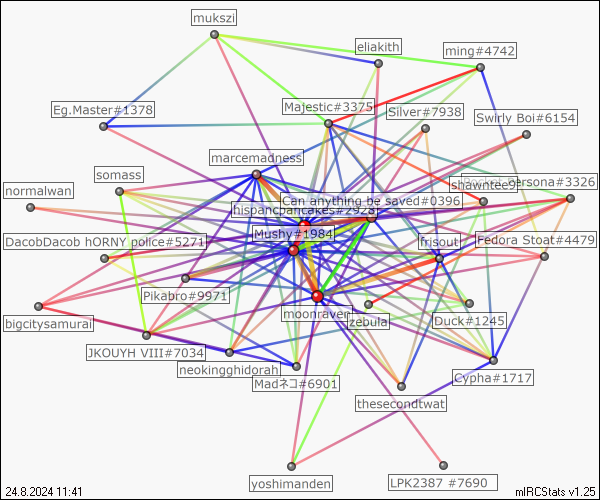 mukszi
eliakith
ming#4742
Eg.Master#1378
Majestic#3375
Silver#7938
Swirly Boi#6154
marcemadness
somass
shawntee9
Persona#3326
normalwan
Can anything be saved#0396
hispancpancakes#2928
Mushy#1984
DacobDacob hORNY police#5271
frisouh
Fedora Stoat#4479
Pikabro#9971
moonraven
zebula
Duck#1245
bigcitysamurai
JKOUYH VIII#7034
neokingghidorah
Madネコ#6901
Cypha#1717
thesecondtwat
yoshimanden
LPK2387 #7690
24.8.2024 11:41
mIRCStats v1.25